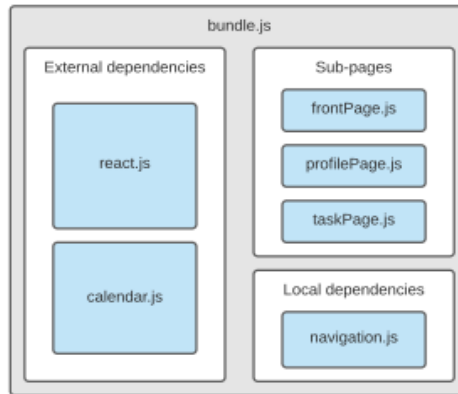 bundle.js
External dependencies
react.js
calendar.js
Sub-pages
frontPage.js
profilePage.js
taskPage.js
Local dependencies
navigation.js